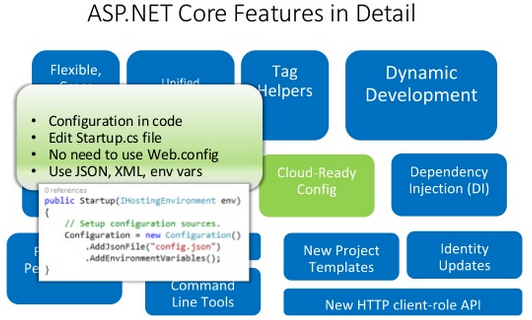 ASP.NET Core Features in Detail
Flexible,
Unified
Tag
Helpers
Dynamic
Development
• Configuration in code
• Edit Startup.cs file
• No need to use Web.config
• Use JSON, XML, env vars
Cloud-Ready
Config
Dependency
Injection (DI)
0 references
public Startup(IHostingEnvironment env)
{
// Setup configuration sources.
Configuration = new Configuration()
.AddJsonFile("config.json")
.AddEnvironmentVariables();
}
New Project
Templates
Identity
Updates
Command
Line Tools
New HTTP client-role API